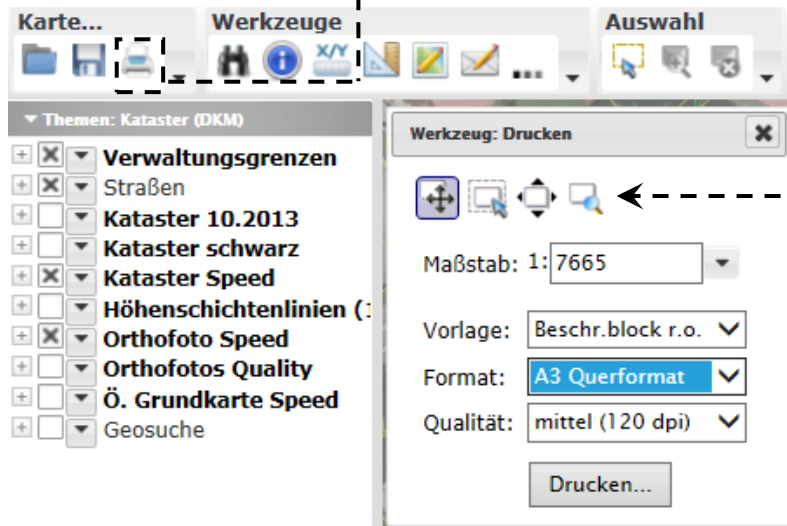 Karte... Werkzeuge Auswahl
X/Y
Themen: Kataster (DKM)
Verwaltungsgrenzen
Straßen
Kataster 10.2013
Kataster schwarz
Kataster Speed
Höhenschichtenlinien (
Orthofoto Speed
Orthofotos Quality
Ö. Grundkarte Speed
Geosuche
Werkzeug: Drucken
Maßstab: 1: 7665
Vorlage: Beschr.block r.o.
Format: A3 Querformat
Qualität: mittel (120 dpi)
Drucken...